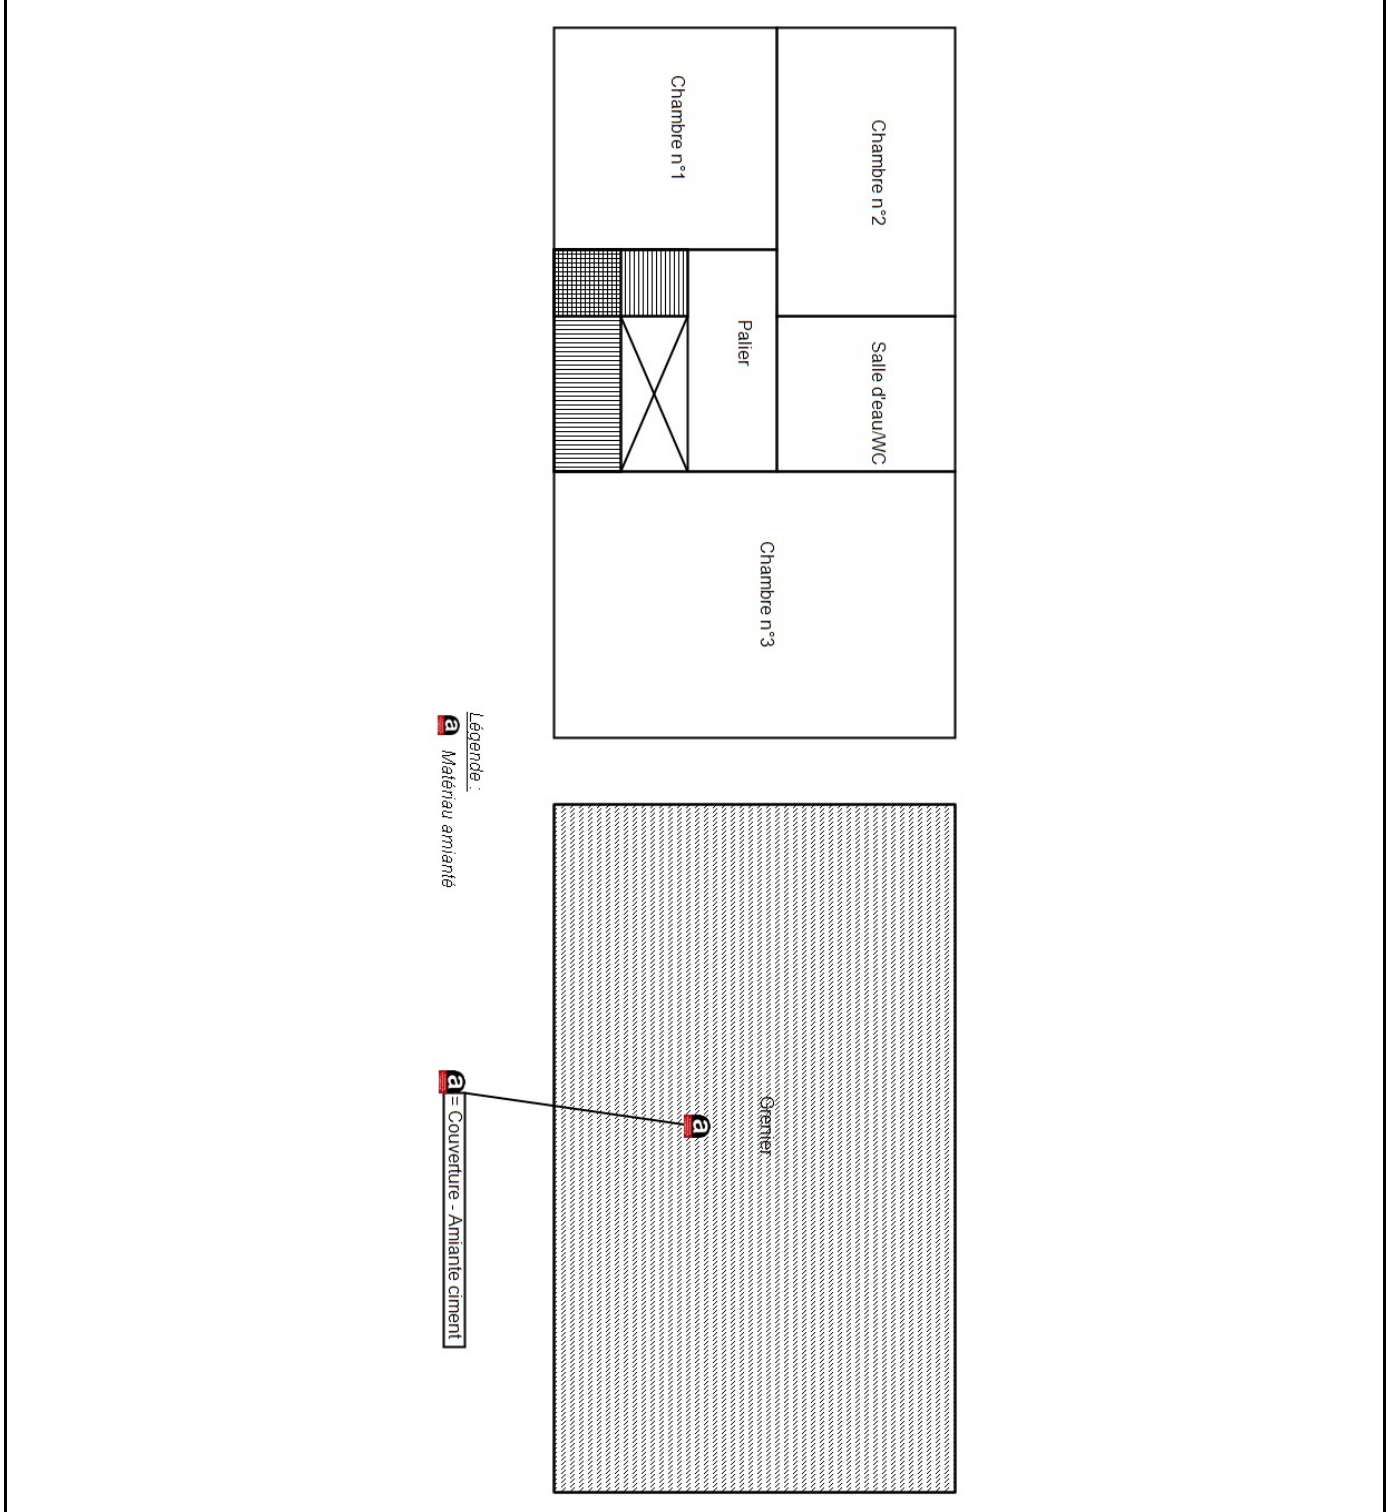 Chambre n°2
Salle d'eau/WC
Chambre n°1
Palier
Chambre n°3
Grenier
Légende :
a Matériau amianté
a = Couverture - Amiante ciment
a